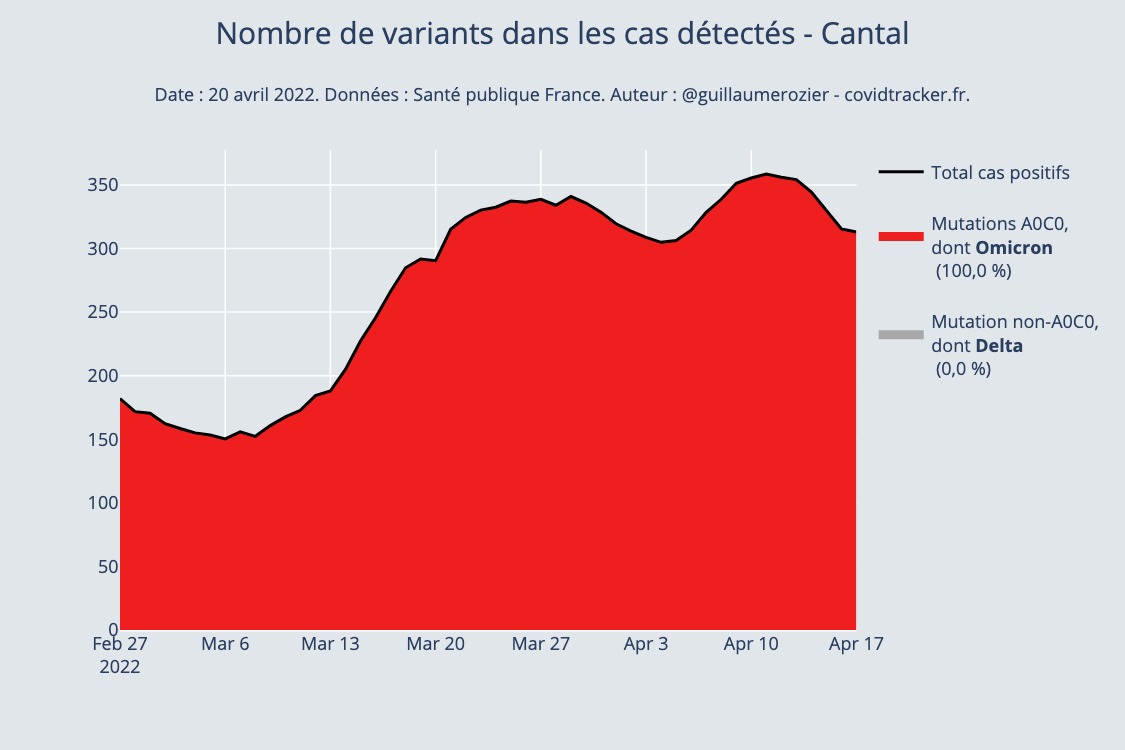 Nombre de variants dans les cas détectés - Cantal
Date : 20 avril 2022. Données : Santé publique France. Auteur : @guillaumerozier - covidtracker.fr.
350
300
250
200
150
100
50
0
Feb 27
2022
Mar 6
Mar 13
Mar 20
Mar 27
Apr 3
Apr 10
Apr 17
Total cas positifs
Mutations A0C0,
dont Omicron
(100,0 %)
Mutation non-A0C0,
dont Delta
(0,0 %)